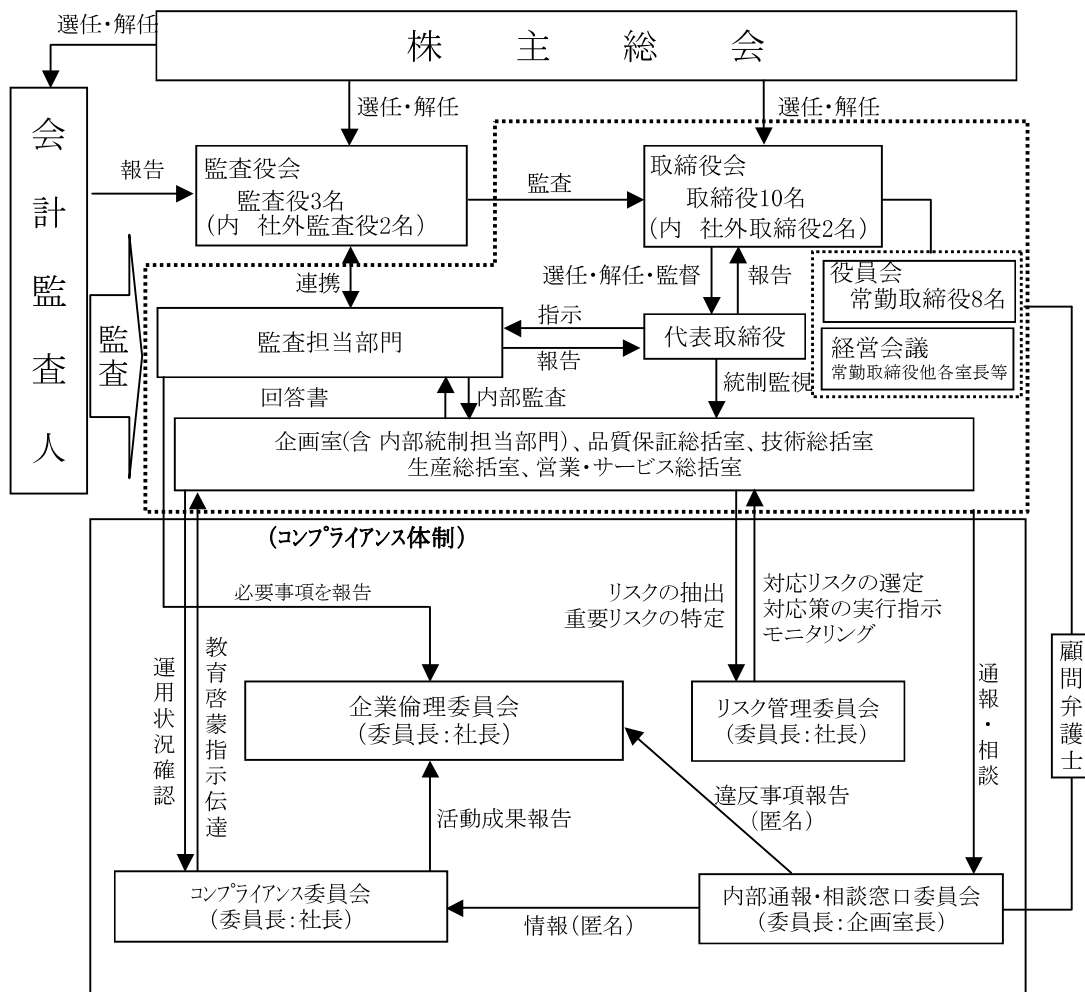 選任・解任
株主総会
会計監査人
選任・解任
選任・解任
報告
監査役会
監査役3名
(内 社外監査役2名)
監査
取締役会
取締役10名
(内 社外取締役2名)
連携
選任・解任・監督
報告
役員会
常勤取締役8名
監査
監査担当部門
指示
報告
代表取締役
経営会議
常勤取締役他各室長等
回答書
内部監査
統制監視
企画室(含 内部統制担当部門)、品質保証総括室、技術総括室
生産総括室、営業・サービス総括室
(コンプライアンス体制)
必要事項を報告
リスクの抽出
重要リスクの特定
対応リスクの選定
対応策の実行指示
モニタリング
運用状況確認
教育啓蒙指示伝達
企業倫理委員会
(委員長:社長)
リスク管理委員会
(委員長:社長)
通報・相談
顧問弁護士
活動成果報告
違反事項報告
(匿名)
コンプライアンス委員会
(委員長:社長)
情報(匿名)
内部通報・相談窓口委員会
(委員長:企画室長)